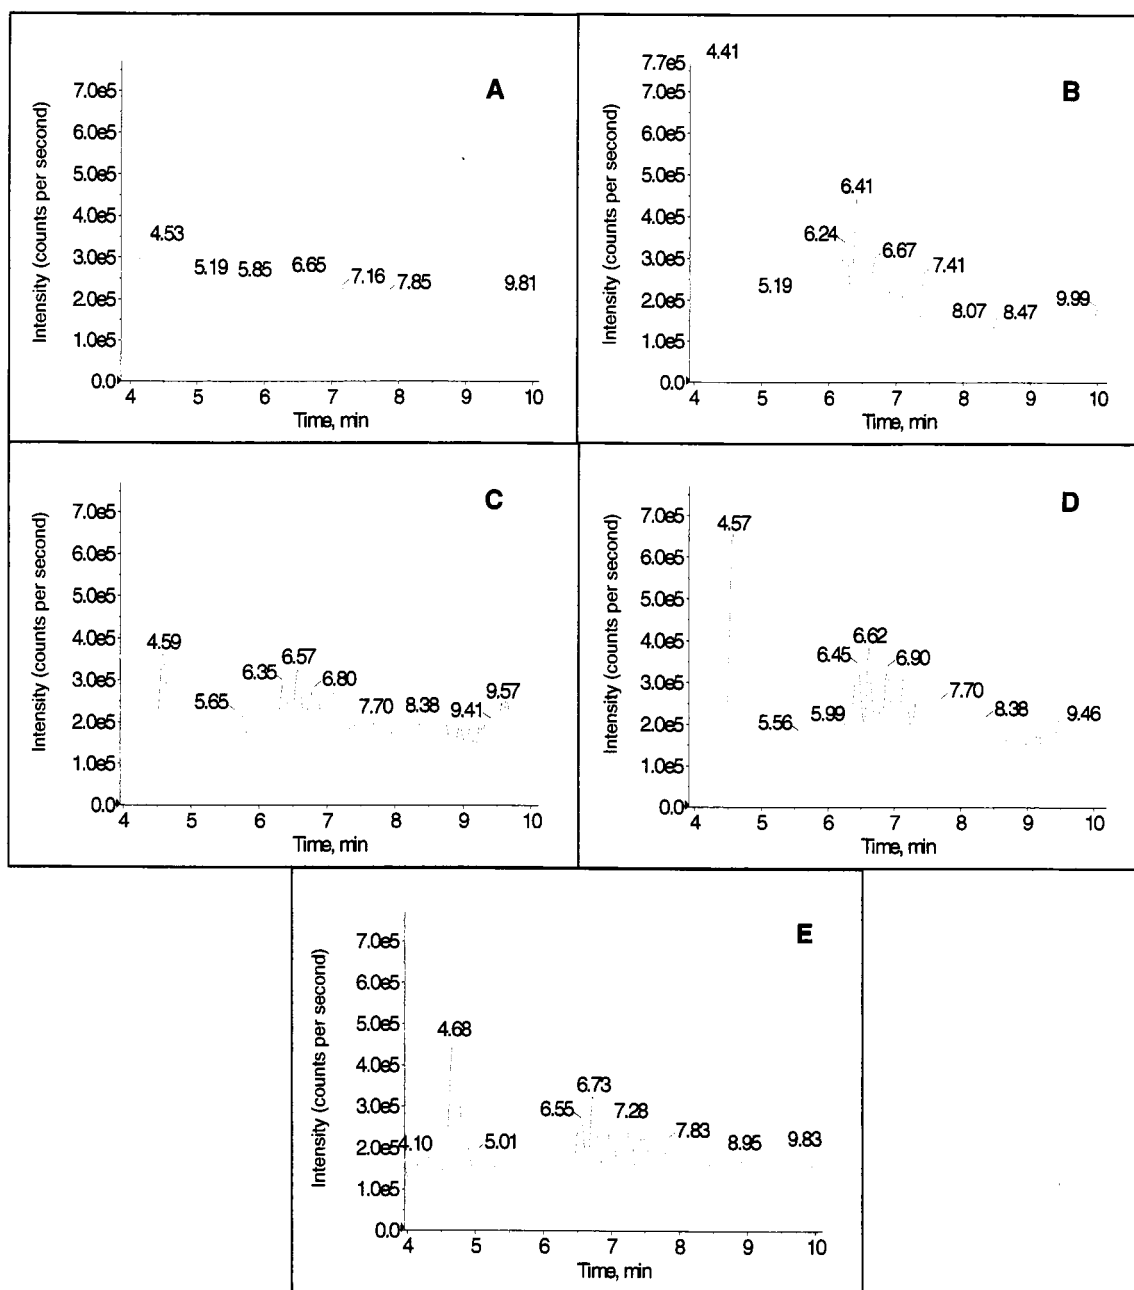 A
Intensity (counts per second)
7.0e5
6.0e5
5.0e5
4.0e5
3.0e5
2.0e5
1.0e5
0.0
4.53
5.19 5.85 6.65
7.16 7.85 9.81
4 5 6 7 8 9 10
Time, min
B
Intensity (counts per second)
7.7e5
7.0e5
6.0e5
5.0e5
4.0e5
3.0e5
2.0e5
1.0e5
0.0
4.41
6.41
6.24 6.67
7.41
5.19
8.07 8.47 9.99
4 5 6 7 8 9 10
Time, min
C
Intensity (counts per second)
7.0e5
6.0e5
5.0e5
4.0e5
3.0e5
2.0e5
1.0e5
0.0
4.59
6.57
6.35 6.80
5.65 7.70 8.38 9.41 9.57
4 5 6 7 8 9 10
Time, min
D
Intensity (counts per second)
7.0e5
6.0e5
5.0e5
4.0e5
3.0e5
2.0e5
1.0e5
0.0
4.57
6.62
6.45 6.90
7.70
5.56 5.99 8.38 9.46
4 5 6 7 8 9 10
Time, min
E
Intensity (counts per second)
7.0e5
6.0e5
5.0e5
4.0e5
3.0e5
2.0e5
1.0e5
0.0
4.68
6.73
6.55 7.28
7.83
4.10 5.01 8.95 9.83
4 5 6 7 8 9 10
Time, min